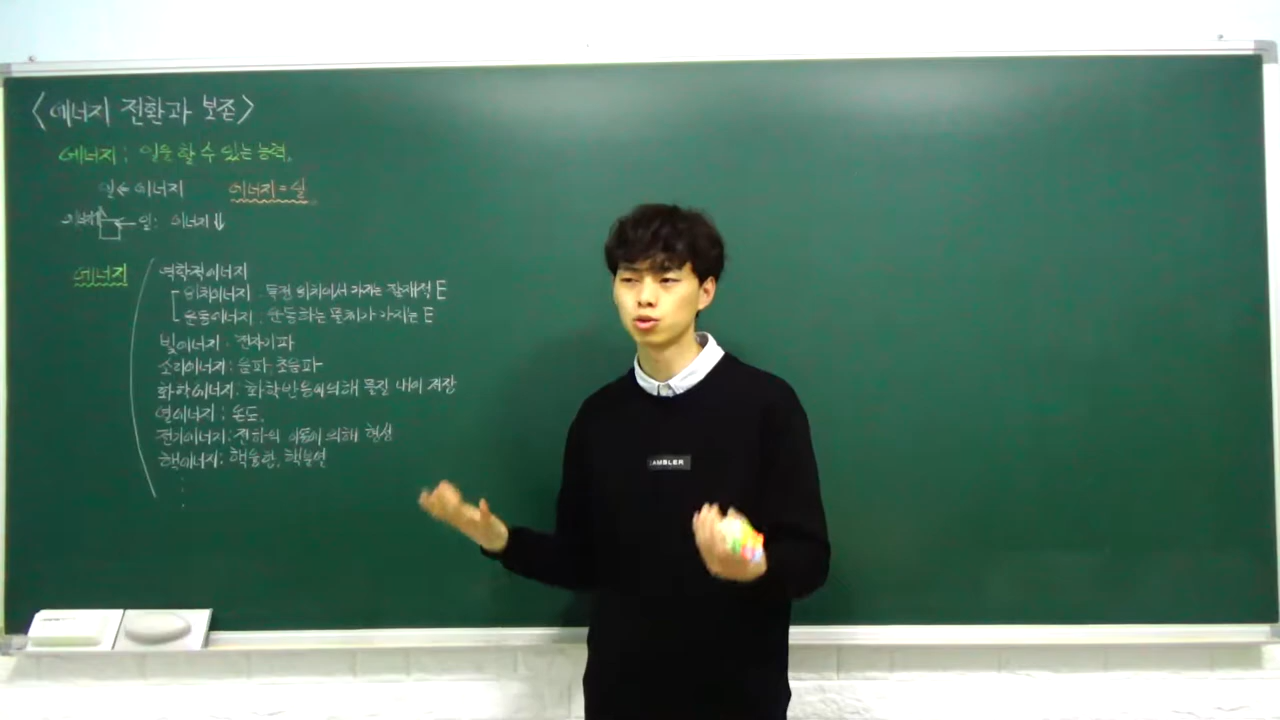 <에너지 전환과 보존>
에너지 : 일을 할 수 있는 능력.
일 ← 에너지 에너지 = 일
에너지 ← 일 : 에너지 ↓
에너지
역학적에너지
위치에너지 : 특정 위치에서 가지는 잠재적 E
운동에너지 : 운동하는 물체가 가지는 E
빛에너지 : 전자기파
소리에너지 : 음파, 초음파
화학에너지 : 화학반응에 의해 물질 내에 저장
열에너지 : 온도.
전기에너지 : 전하의 이동에 의해 형성
핵에너지 : 핵융합, 핵분열
AMBLER